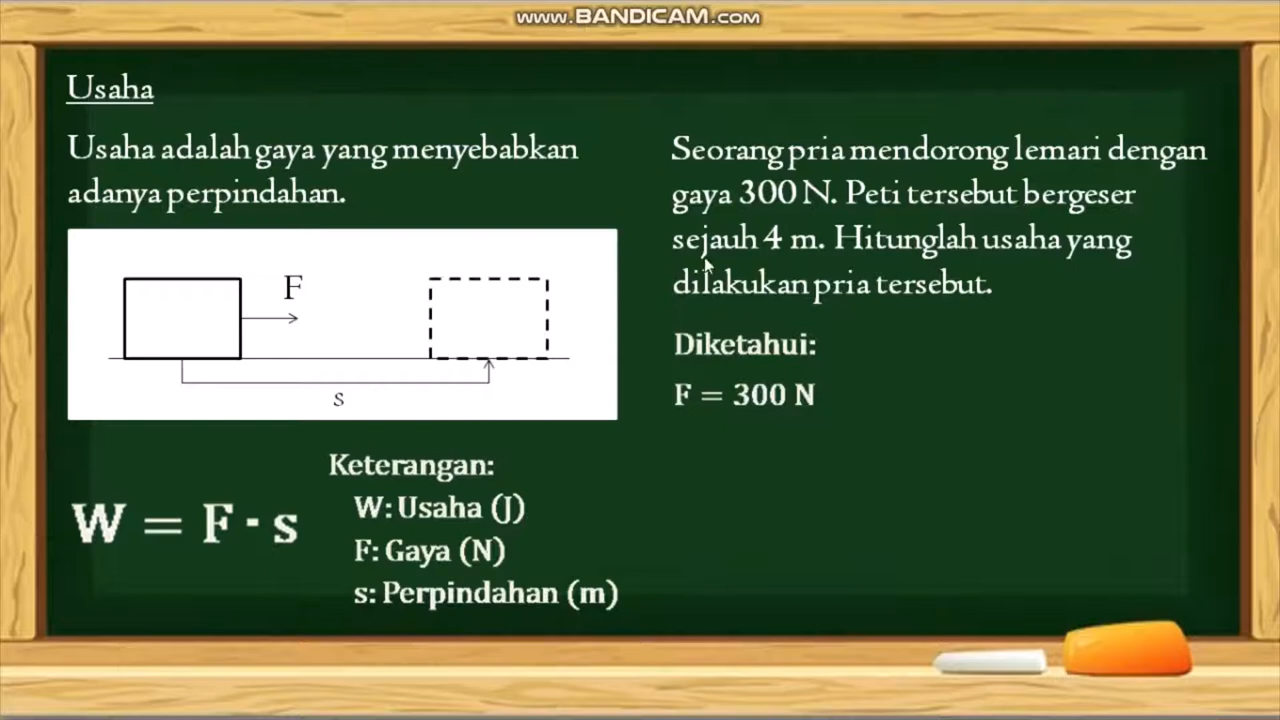 www.BANDICAM.com
Usaha
Usaha adalah gaya yang menyebabkan
adanya perpindahan.
F
s
W = F · s
Keterangan:
W: Usaha (J)
F: Gaya (N)
s: Perpindahan (m)
Seorang pria mendorong lemari dengan
gaya 300 N. Peti tersebut bergeser
sejauh 4 m. Hitunglah usaha yang
dilakukan pria tersebut.
Diketahui:
F = 300 N